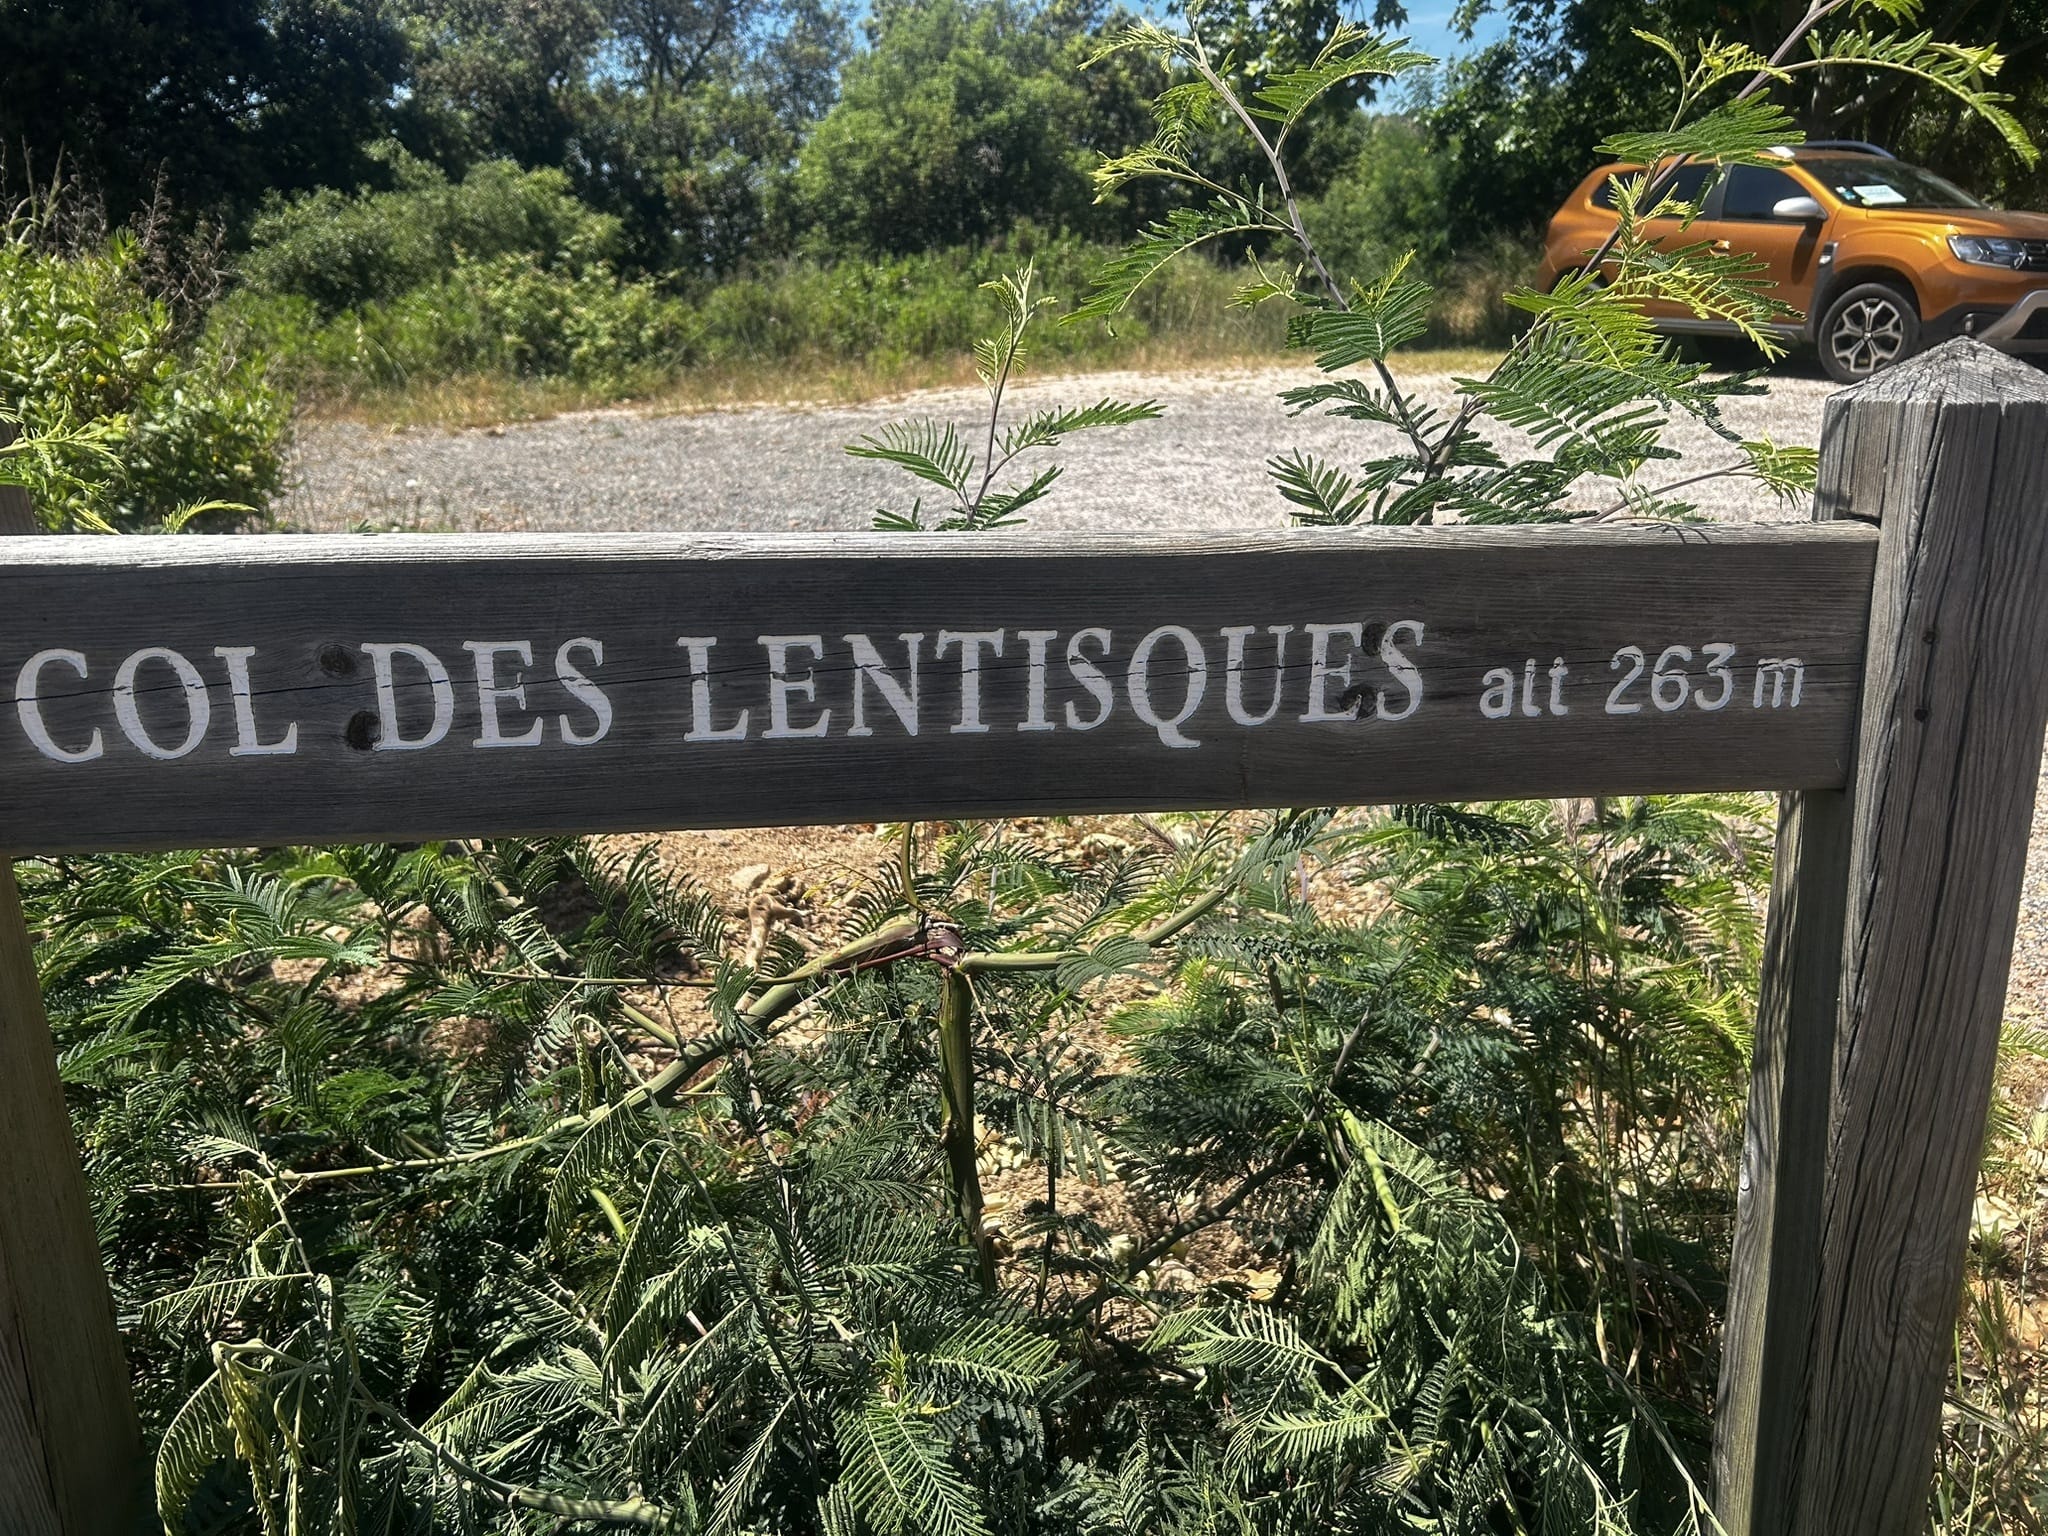 COL DES LENTISQUES alt 263 m